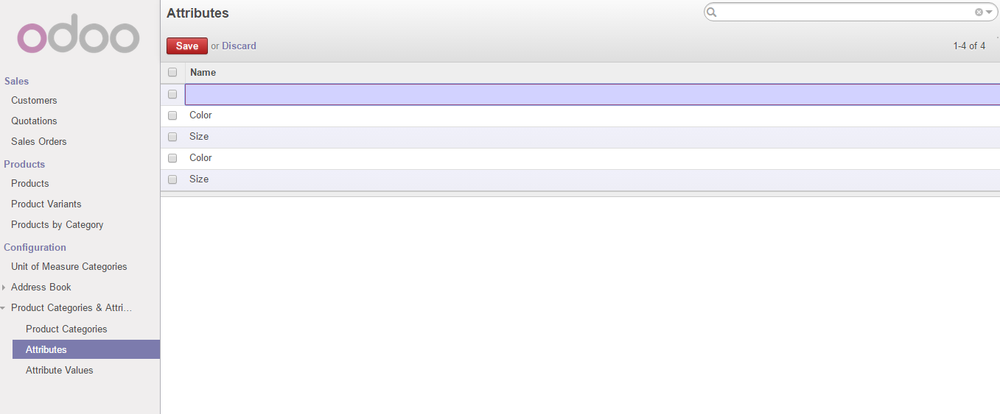 odoo
Sales
Customers
Quotations
Sales Orders
Products
Products
Product Variants
Products by Category
Configuration
Unit of Measure Categories
Address Book
Product Categories & Attri...
Product Categories
Attributes
Attribute Values
Attributes
Save or Discard
1-4 of 4
Name
Color
Size
Color
Size